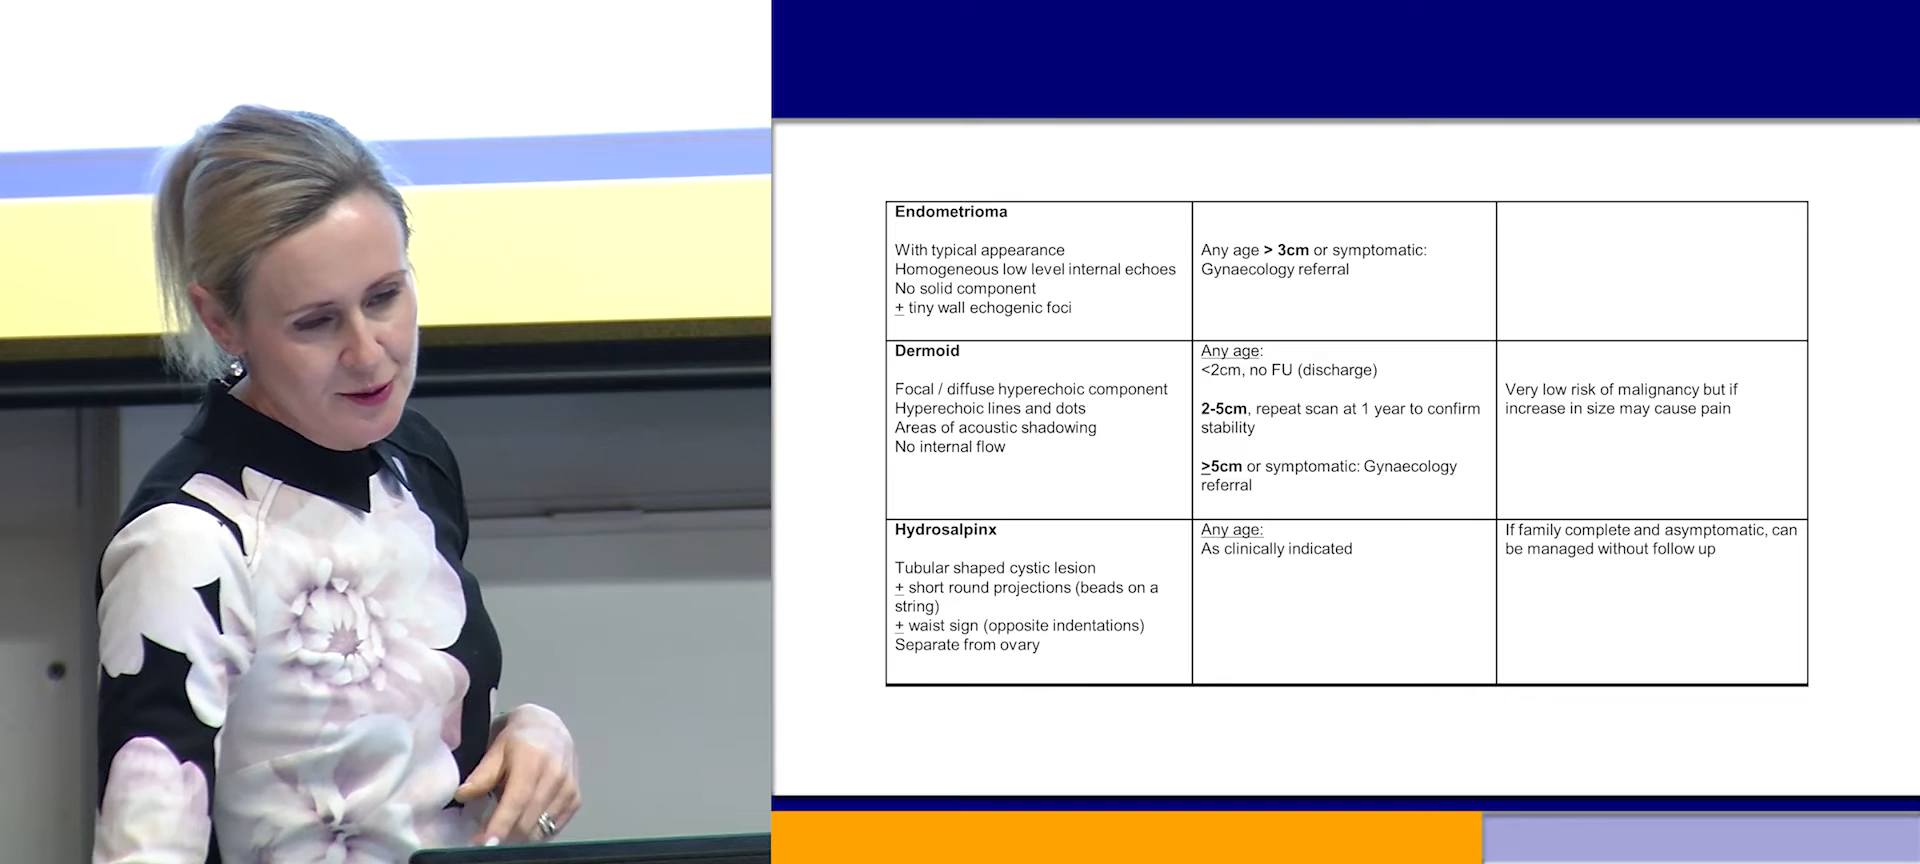 Endometrioma
With typical appearance
Homogeneous low level internal echoes
No solid component
± tiny wall echogenic foci
Any age > 3cm or symptomatic:
Gynaecology referral
Dermoid
Focal / diffuse hyperechoic component
Hyperechoic lines and dots
Areas of acoustic shadowing
No internal flow
Any age:
<2cm, no FU (discharge)
2-5cm, repeat scan at 1 year to confirm
stability
≥5cm or symptomatic: Gynaecology
referral
Very low risk of malignancy but if
increase in size may cause pain
Hydrosalpinx
Tubular shaped cystic lesion
± short round projections (beads on a
string)
± waist sign (opposite indentations)
Separate from ovary
Any age:
As clinically indicated
If family complete and asymptomatic, can
be managed without follow up